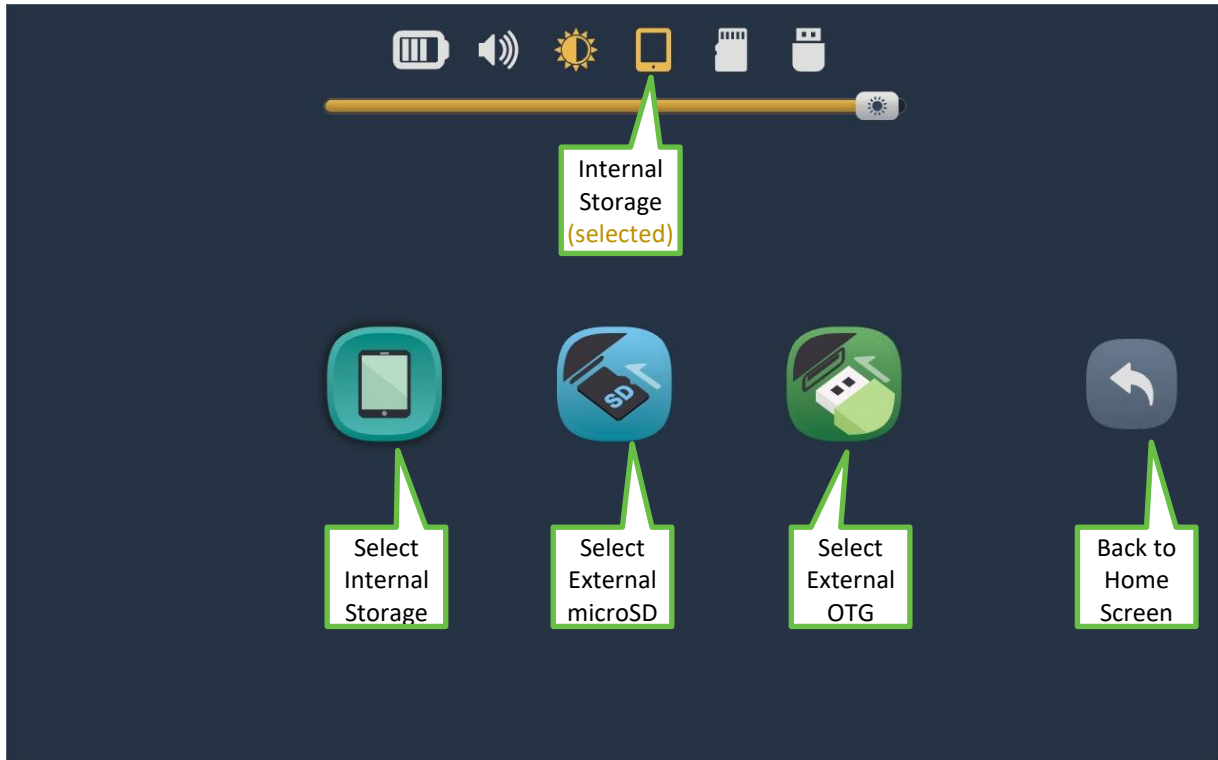 Internal
Storage
(selected)
SD
Select
Internal
Storage
Select
External
microSD
Select
External
OTG
Back to
Home
Screen